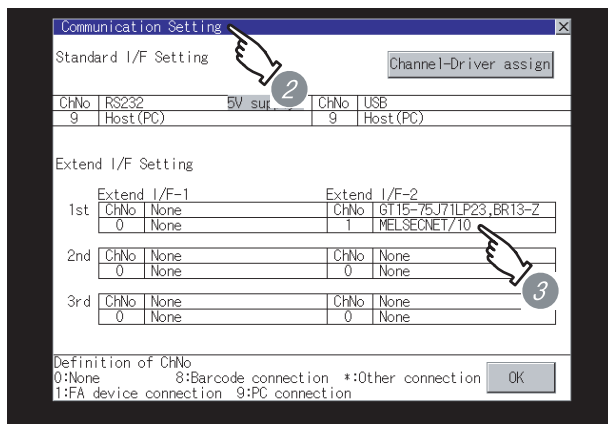 Communication Setting
Standard I/F Setting
Channel-Driver assign
2
ChNo RS232 5V ChNo USB
9 Host(PC) 9 Host(PC)
Extend I/F Setting
Extend I/F-1 Extend I/F-2
1st ChNo None ChNo GT15-75J71LP23,BR13-Z
0 None 1 MELSECNET/10
3
2nd ChNo None ChNo None
0 None 0 None
3rd ChNo None ChNo None
0 None 0 None
Definition of ChNo
0:None 8:Barcode connection *:Other connection OK
1:FA device connection 9:PC connection